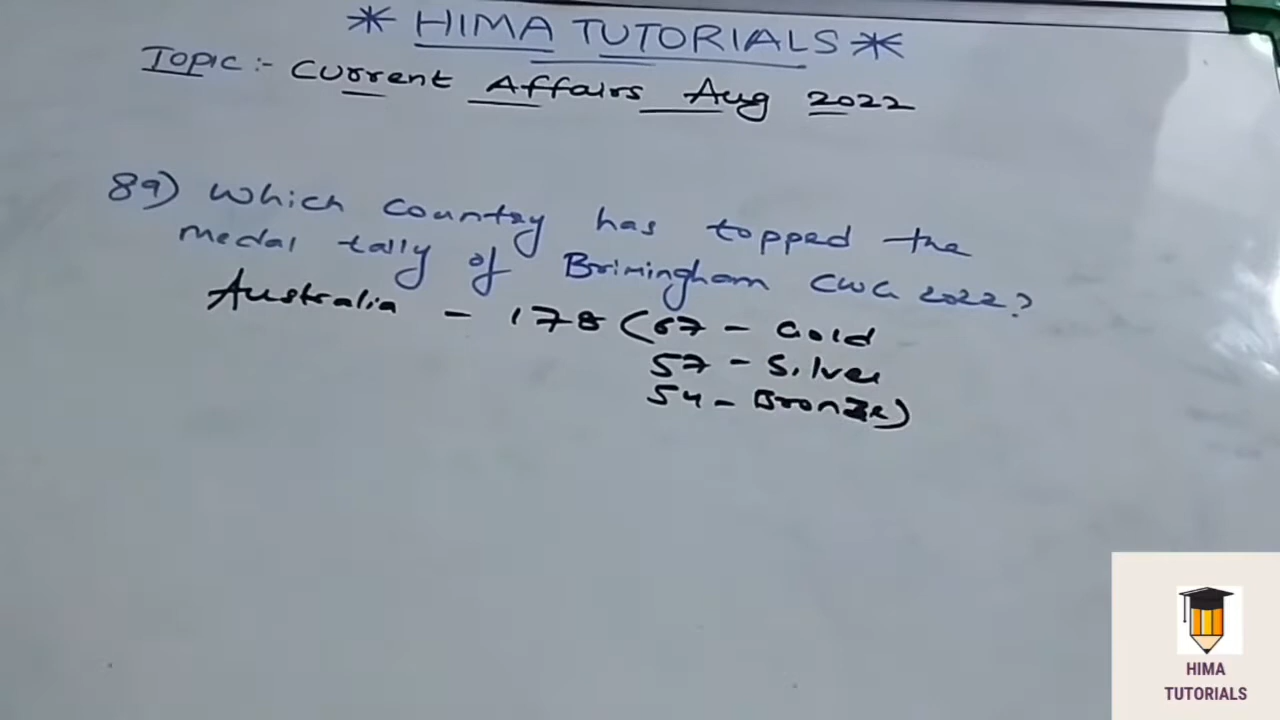 * HIMA TUTORIALS *
Topic:- Current Affairs Aug 2022
89) Which country has topped the
medal tally of Brimingham CWG 2022?
Australia - 178 (67 - Gold
57 - Silver
54 - Bronze)
HIMA
TUTORIALS